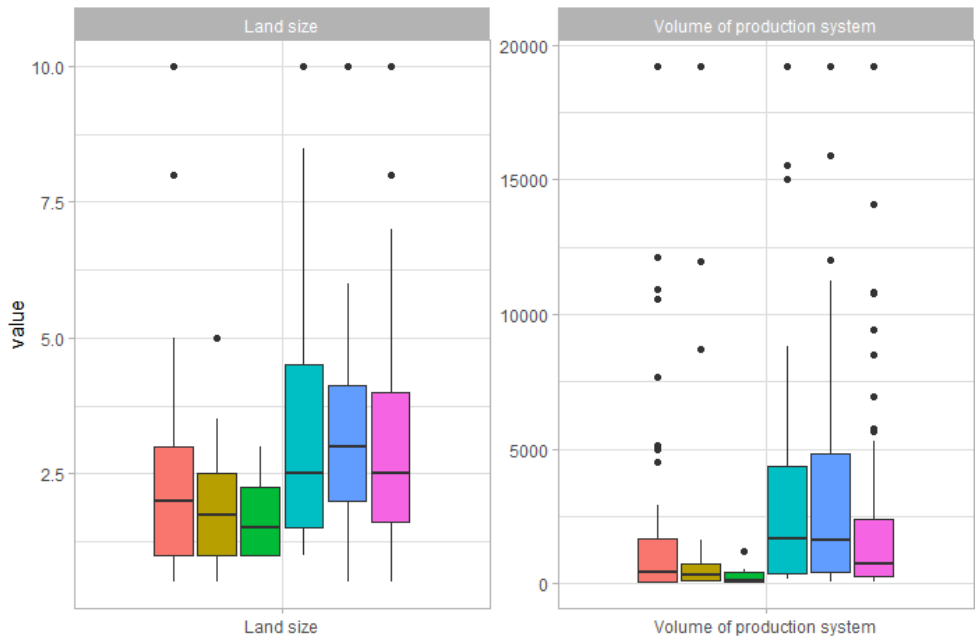 Land size
Volume of production system
value
10.0
7.5
5.0
2.5
20000
15000
10000
5000
0
Land size
Volume of production system